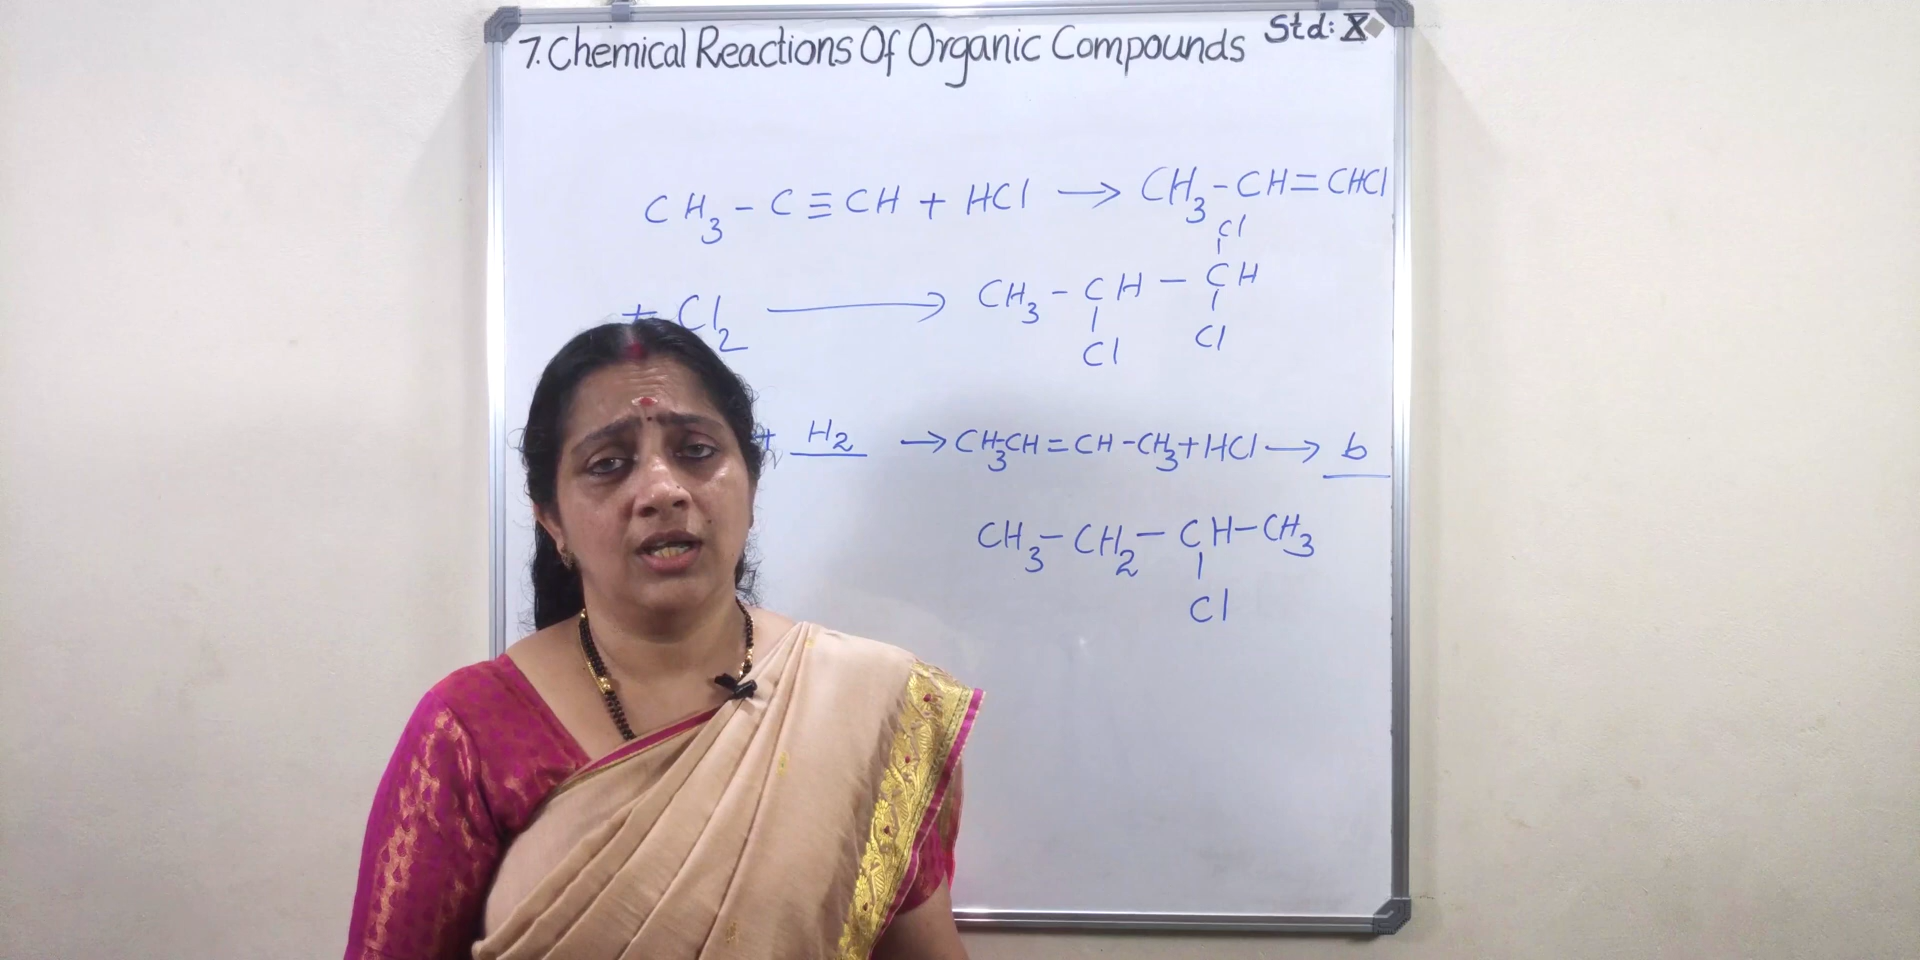 7. Chemical Reactions Of Organic Compounds Std: X
CH₃ - C ≡ CH + HCl → CH₃ - CH = CHCl
Cl
+ Cl₂ → CH₃ - CH - CH
Cl Cl
+ H₂ → CH₃CH = CH - CH₃ + HCl → b
CH₃ - CH₂ - CH - CH₃
Cl